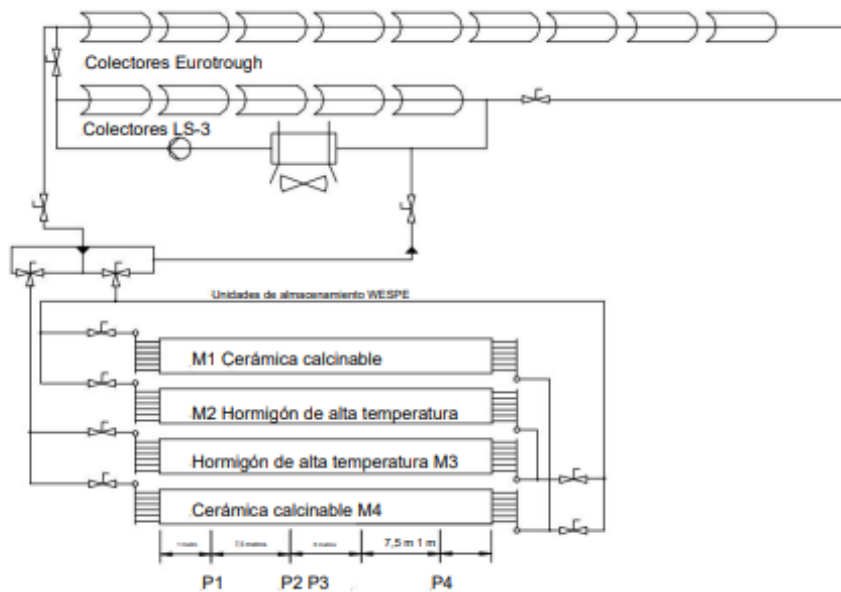 Colectores Eurotrough
Colectores LS-3
Unidades de almacenamiento WESPE
M1 Cerámica calcinable
M2 Hormigón de alta temperatura
Hormigón de alta temperatura M3
Cerámica calcinable M4
7,5 m 1 m
P1 P2 P3 P4